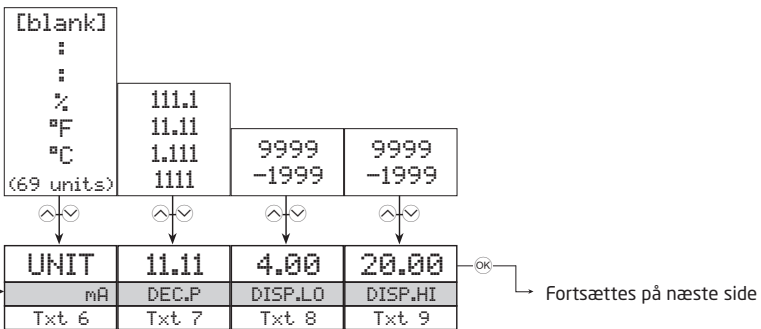 [blank]
:
:
%
°F
°C
(69 units)
111.1
11.11
1.111
1111
9999
-1999
9999
-1999
UNIT 11.11 4.00 20.00 OK
mA DEC.P DISP.LO DISP.HI Fortsættes på næste side
Txt 6 Txt 7 Txt 8 Txt 9